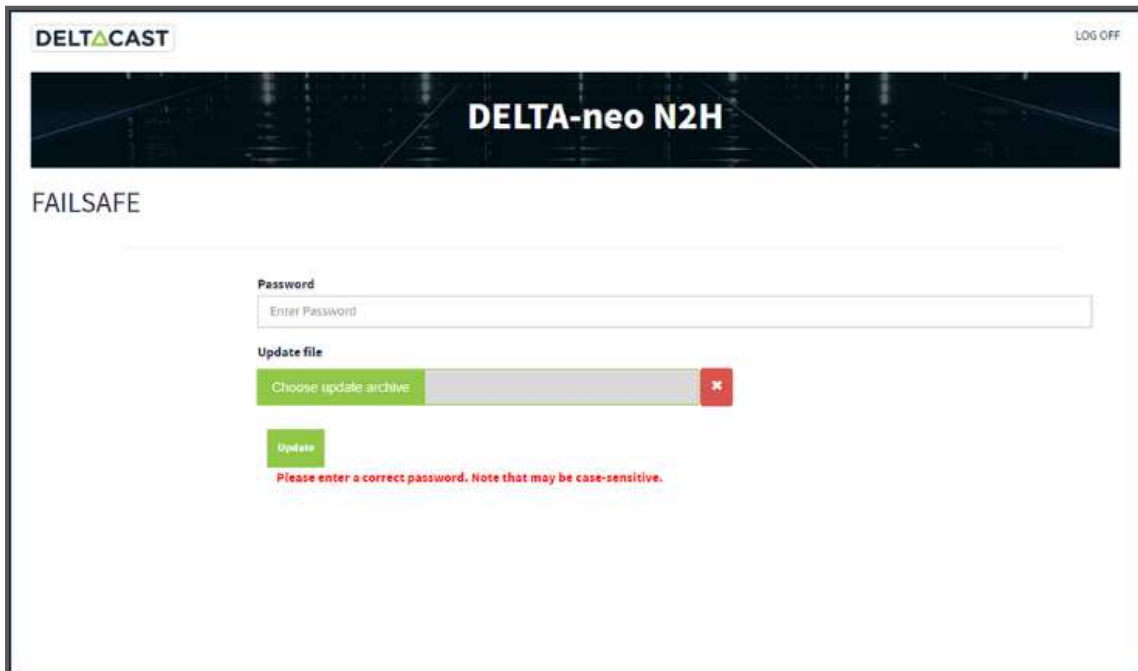 DELTACAST
LOG OFF
DELTA-neo N2H
FAILSAFE
Password
Enter Password
Update file
Choose update archive
Update
Please enter a correct password. Note that may be case-sensitive.